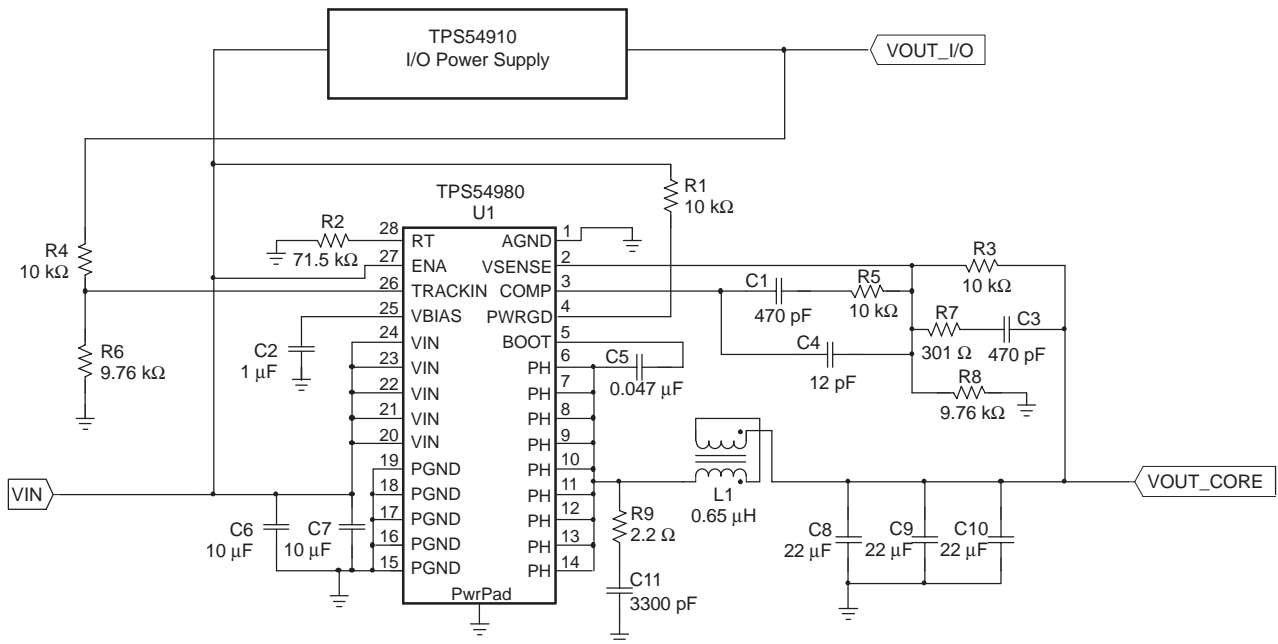 TPS54910
I/O Power Supply
VOUT_I/O
R1
10 kΩ
TPS54980
U1
R2
71.5 kΩ
R4
10 kΩ
R6
9.76 kΩ
C2
1 μF
28
RT
27
ENA
26
TRACKIN
25
VBIAS
24
VIN
23
VIN
22
VIN
21
VIN
20
VIN
19
PGND
18
PGND
17
PGND
16
PGND
15
PGND
AGND
1
VSENSE
2
COMP
3
PWRGD
4
BOOT
5
PH
6
PH
7
PH
8
PH
9
PH
10
PH
11
PH
12
PH
13
PH
14
PwrPad
C1
470 pF
R5
10 kΩ
R3
10 kΩ
R7
301 Ω
C3
470 pF
C4
12 pF
R8
9.76 kΩ
C5
0.047 μF
L1
0.65 μH
R9
2.2 Ω
C11
3300 pF
VIN
C6
10 μF
C7
10 μF
C8
22 μF
C9
22 μF
C10
22 μF
VOUT_CORE